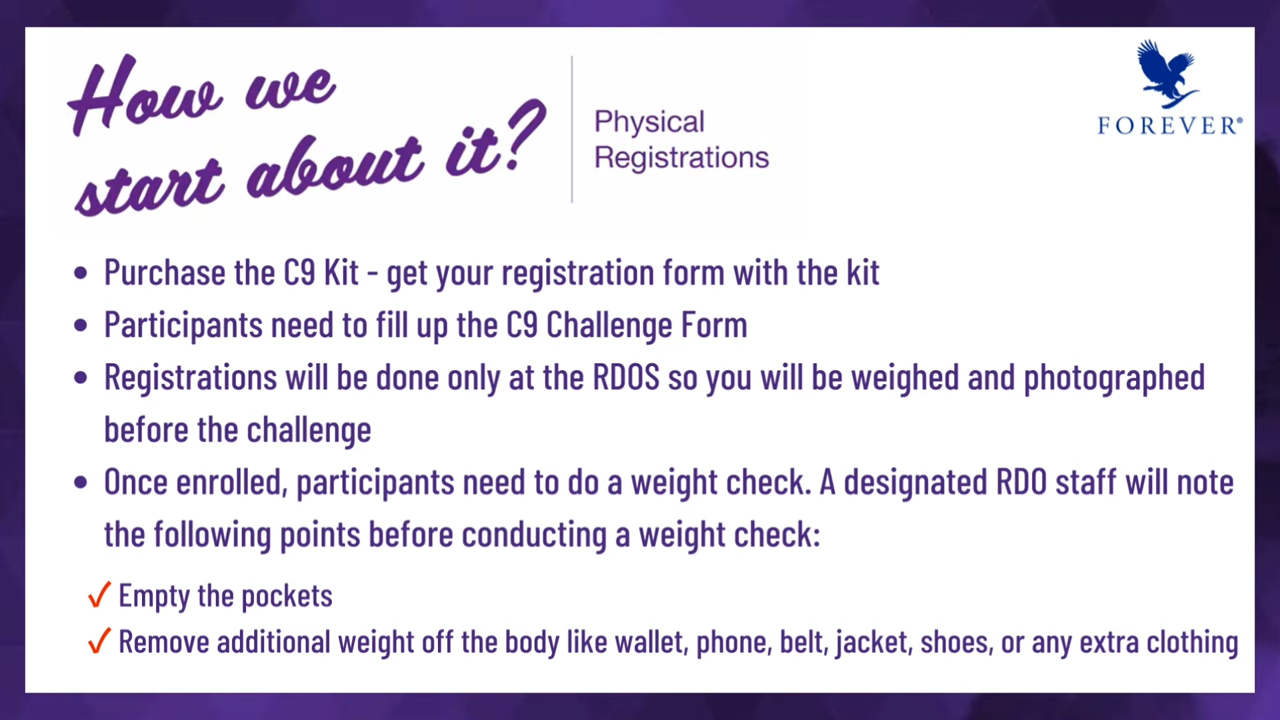 How we
start about it?
Physical
Registrations
FOREVER®
• Purchase the C9 Kit - get your registration form with the kit
• Participants need to fill up the C9 Challenge Form
• Registrations will be done only at the RDOS so you will be weighed and photographed
before the challenge
• Once enrolled, participants need to do a weight check. A designated RDO staff will note
the following points before conducting a weight check:
✓ Empty the pockets
✓ Remove additional weight off the body like wallet, phone, belt, jacket, shoes, or any extra clothing